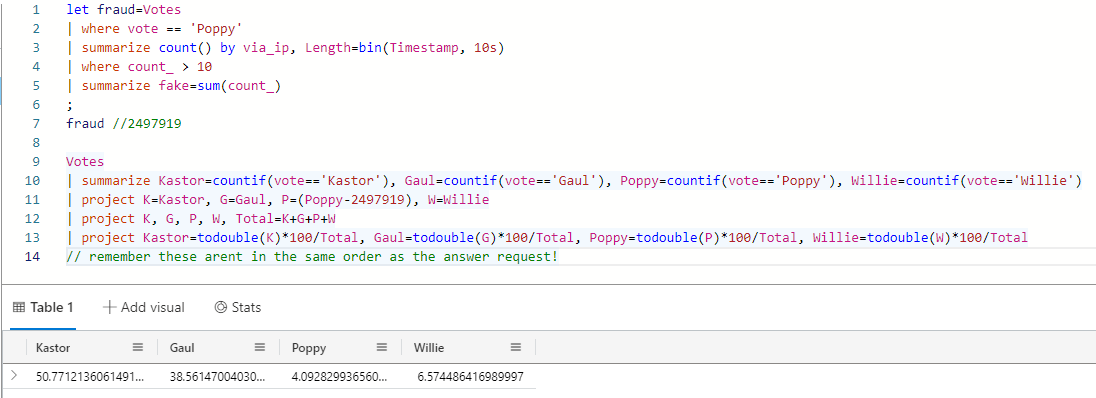 1 let fraud=Votes
2 | where vote == 'Poppy'
3 | summarize count() by via_ip, Length=bin(Timestamp, 10s)
4 | where count_ > 10
5 | summarize fake=sum(count_)
6 ;
7 fraud //2497919
8
9 Votes
10 | summarize Kastor=countif(vote=='Kastor'), Gaul=countif(vote=='Gaul'), Poppy=countif(vote=='Poppy'), Willie=countif(vote=='Willie')
11 | project K=Kastor, G=Gaul, P=(Poppy-2497919), W=Willie
12 | project K, G, P, W, Total=K+G+P+W
13 | project Kastor=todouble(K)*100/Total, Gaul=todouble(G)*100/Total, Poppy=todouble(P)*100/Total, Willie=todouble(W)*100/Total
14 // remember these arent in the same order as the answer request!
Table 1 Add visual Stats
Kastor Gaul Poppy Willie
50.7712136061491... 38.56147004030... 4.092829936560... 6.574486416989997